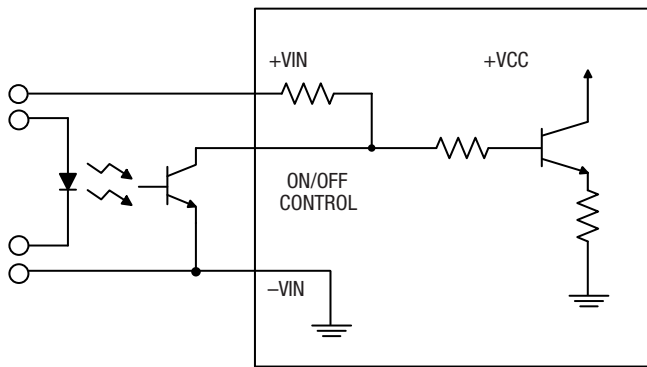 +VIN
+VCC
ON/OFF
CONTROL
–VIN